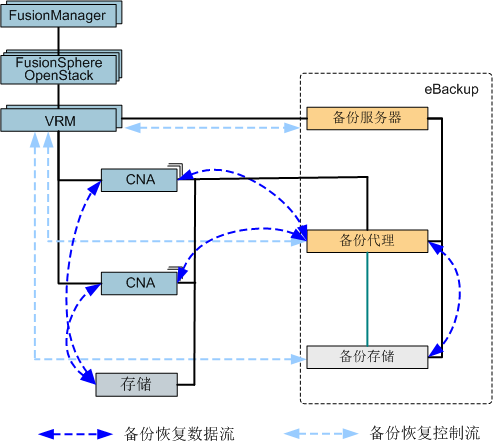 FusionManager
FusionSphere
OpenStack
eBackup
VRM
备份服务器
CNA
备份代理
CNA
备份存储
存储
备份恢复数据流
备份恢复控制流